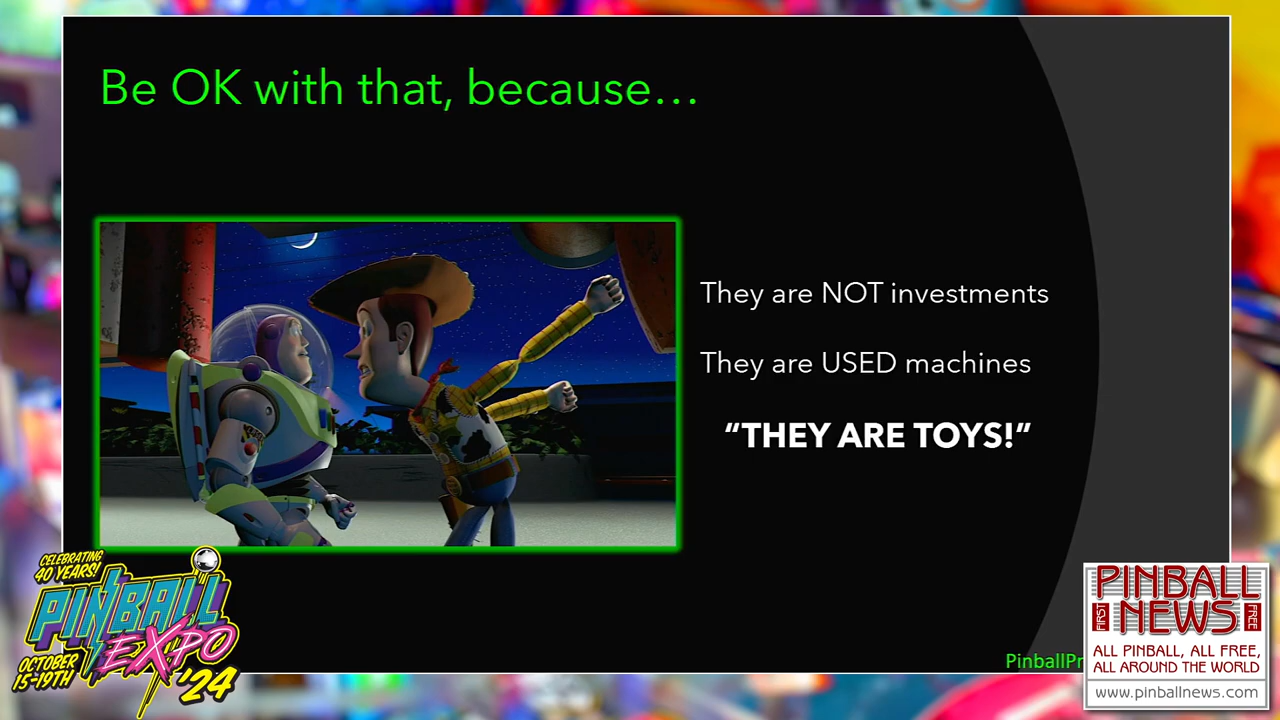 Be OK with that, because…
They are NOT investments
They are USED machines
“THEY ARE TOYS!”
CELEBRATING
40 YEARS!
PINBALL
EXPO
OCTOBER
15-19TH
'24
PINBALL
FIRST NEWS FREE
ALL PINBALL, ALL FREE,
ALL AROUND THE WORLD
www.pinballnews.com